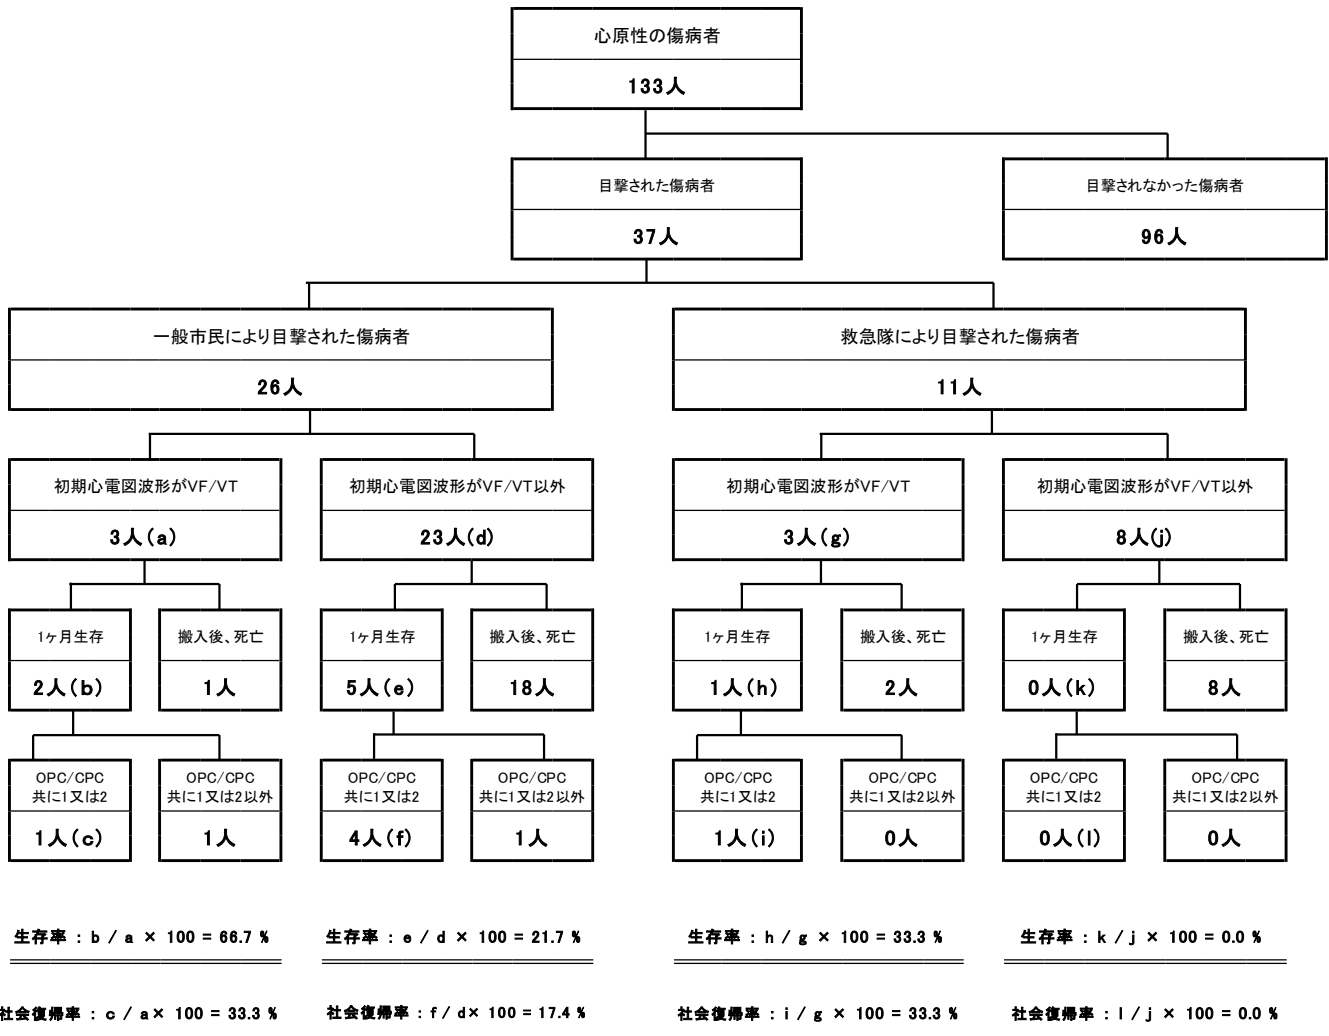 心原性の傷病者
133人
目撃された傷病者
目撃されなかった傷病者
37人
96人
一般市民により目撃された傷病者
救急隊により目撃された傷病者
26人
11人
初期心電図波形がVF/VT
初期心電図波形がVF/VT以外
初期心電図波形がVF/VT
初期心電図波形がVF/VT以外
3人(a)
23人(d)
3人(g)
8人(j)
1ヶ月生存
搬入後、死亡
1ヶ月生存
搬入後、死亡
1ヶ月生存
搬入後、死亡
1ヶ月生存
搬入後、死亡
2人(b)
1人
5人(e)
18人
1人(h)
2人
0人(k)
8人
OPC/CPC
共に1又は2
OPC/CPC
共に1又は2以外
OPC/CPC
共に1又は2
OPC/CPC
共に1又は2以外
OPC/CPC
共に1又は2
OPC/CPC
共に1又は2以外
OPC/CPC
共に1又は2
OPC/CPC
共に1又は2以外
1人(c)
1人
4人(f)
1人
1人(i)
0人
0人(l)
0人
生存率 : b / a × 100 = 66.7 %
生存率 : e / d × 100 = 21.7 %
生存率 : h / g × 100 = 33.3 %
生存率 : k / j × 100 = 0.0 %
社会復帰率 : c / a× 100 = 33.3 %
社会復帰率 : f / d× 100 = 17.4 %
社会復帰率 : i / g × 100 = 33.3 %
社会復帰率 : l / j × 100 = 0.0 %